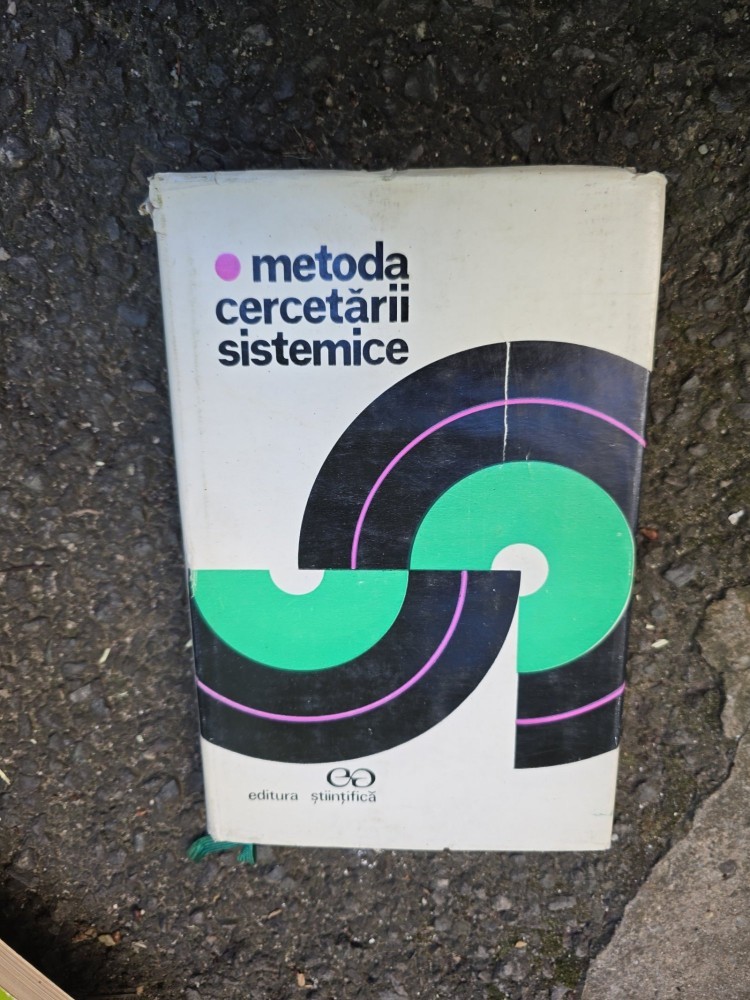 metoda
cercetării
sistemice
editura științifică